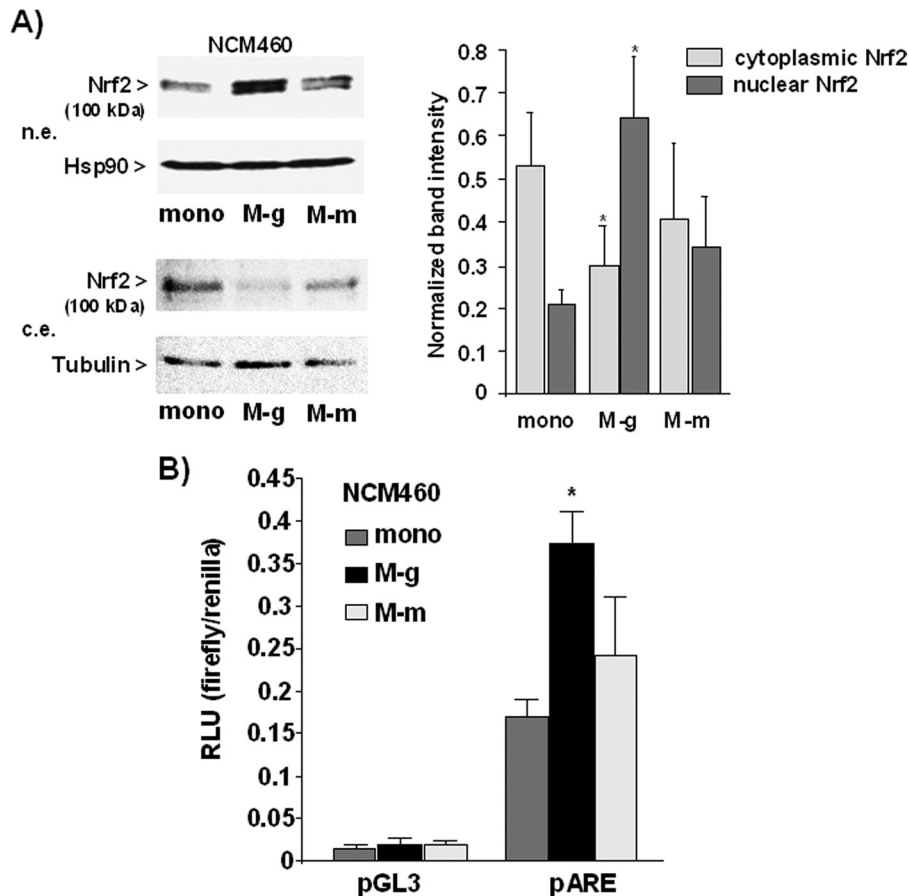 A)
NCM460
Nrf2 >
(100 kDa)
n.e.
Hsp90 >
mono M-g M-m
Nrf2 >
(100 kDa)
c.e.
Tubulin >
mono M-g M-m
Normalized band intensity
0.8
0.7
0.6
0.5
0.4
0.3
0.2
0.1
0
* *
cytoplasmic Nrf2
nuclear Nrf2
mono M-g M-m
B)
RLU (firefly/renilla)
0.45
0.4
0.35
0.3
0.25
0.2
0.15
0.1
0.05
0
NCM460
mono
M-g
M-m
*
pGL3 pARE